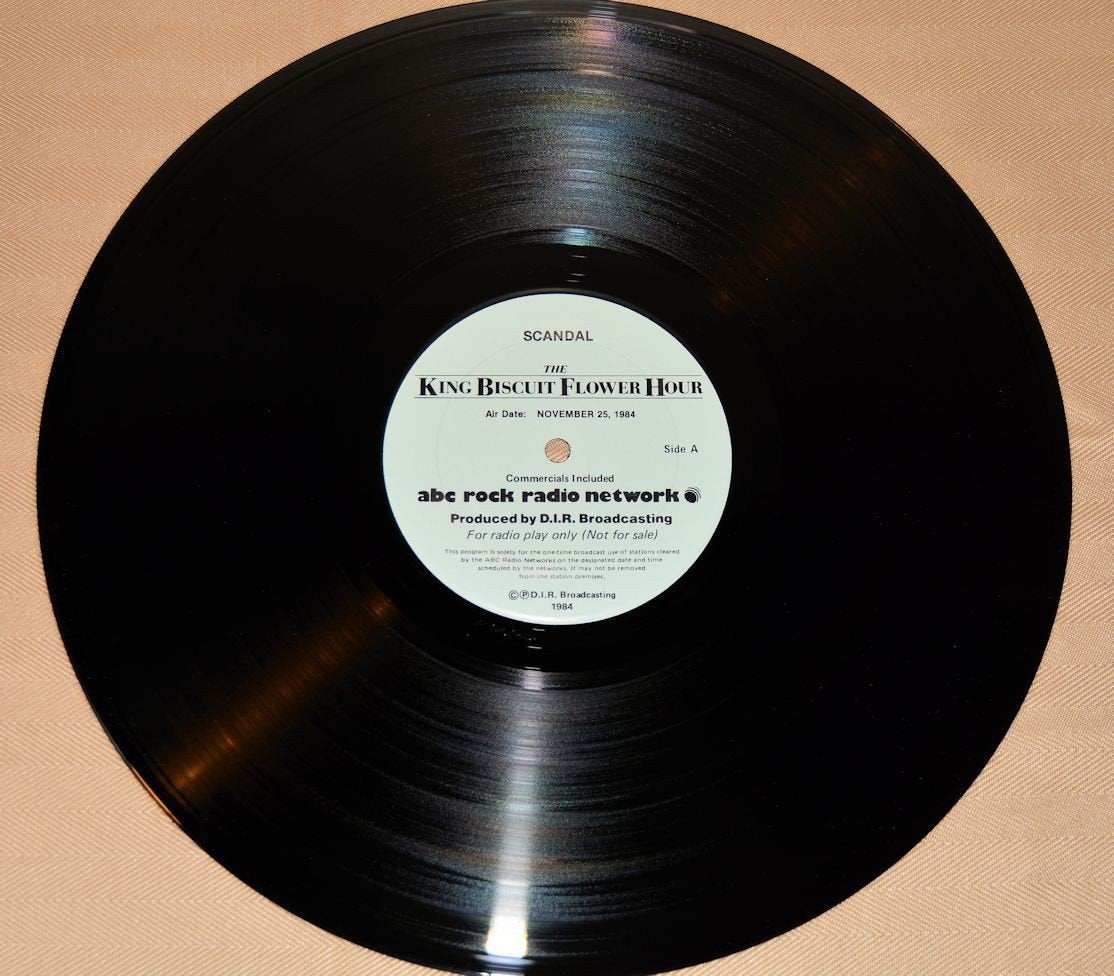 SCANDAL
THE
KING BISCUIT FLOWER HOUR
Air Date: NOVEMBER 25, 1984
Side A
Commercials Included
abc rock radio network
Produced by D.I.R. Broadcasting
For radio play only (Not for sale)
This program is solely for the one-time broadcast use of stations cleared
by the ABC Radio Networks on the designated date and time
scheduled by the networks. It may not be removed
from the station premises.
©℗D.I.R. Broadcasting
1984